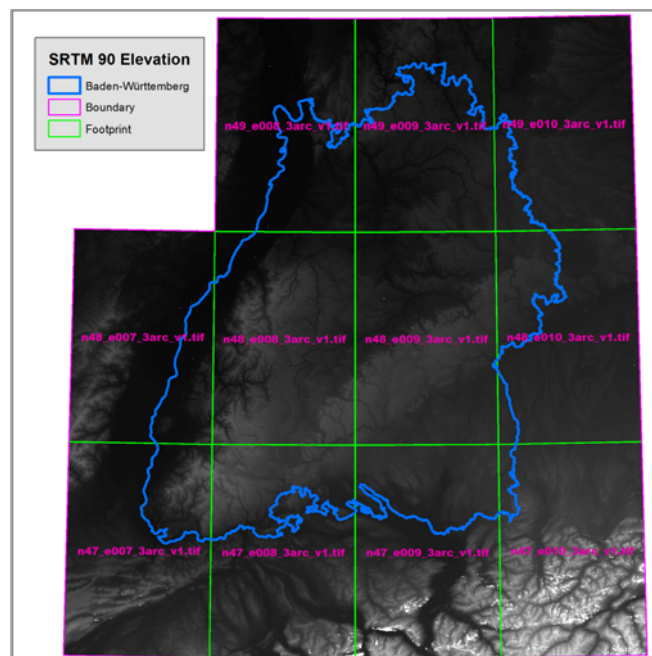 SRTM 90 Elevation
Baden-Württemberg
Boundary
Footprint
n49_e008_3arc_v1.tif
n49_e009_3arc_v1.tif
n49_e010_3arc_v1.tif
n48_e007_3arc_v1.tif
n48_e008_3arc_v1.tif
n48_e009_3arc_v1.tif
n48_e010_3arc_v1.tif
n47_e007_3arc_v1.tif
n47_e008_3arc_v1.tif
n47_e009_3arc_v1.tif
n47_e010_3arc_v1.tif